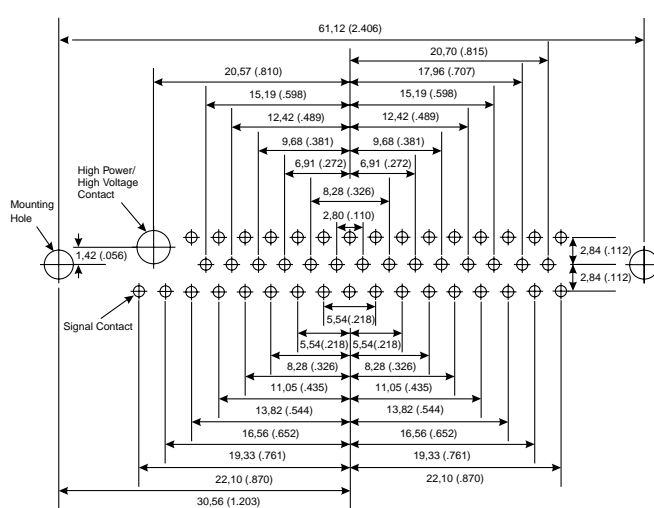 61,12 (2.406)
20,70 (.815)
20,57 (.810) 17,96 (.707)
15,19 (.598) 15,19 (.598)
12,42 (.489) 12,42 (.489)
9,68 (.381) 9,68 (.381)
6,91 (.272) 6,91 (.272)
High Power/
High Voltage
Contact
8,28 (.326)
Mounting
Hole
2,80 (.110)
1,42 (.056)
2,84 (.112)
2,84 (.112)
Signal Contact
5,54(.218)
5,54(.218) 5,54(.218)
8,28 (.326) 8,28 (.326)
11,05 (.435) 11,05 (.435)
13,82 (.544) 13,82 (.544)
16,56 (.652) 16,56 (.652)
19,33 (.761) 19,33 (.761)
22,10 (.870) 22,10 (.870)
30,56 (1.203)